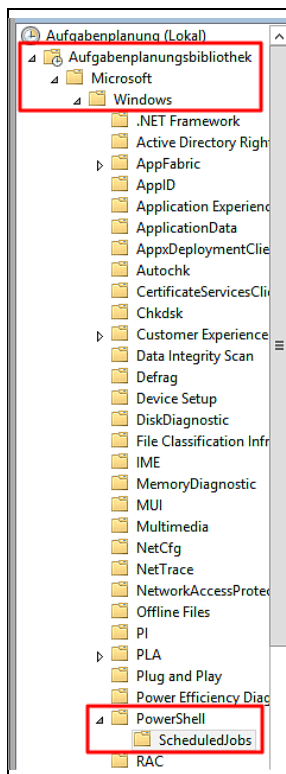 Aufgabenplanung (Lokal)
Aufgabenplanungsbibliothek
Microsoft
Windows
.NET Framework
Active Directory Righ
AppFabric
AppID
Application Experienc
ApplicationData
AppxDeploymentClie
Autochk
CertificateServicesClie
Chkdsk
Customer Experience
Data Integrity Scan
Defrag
Device Setup
DiskDiagnostic
File Classification Infr
IME
MemoryDiagnostic
MUI
Multimedia
NetCfg
NetTrace
NetworkAccessProtec
Offline Files
PI
PLA
Plug and Play
Power Efficiency Diag
PowerShell
ScheduledJobs
RAC